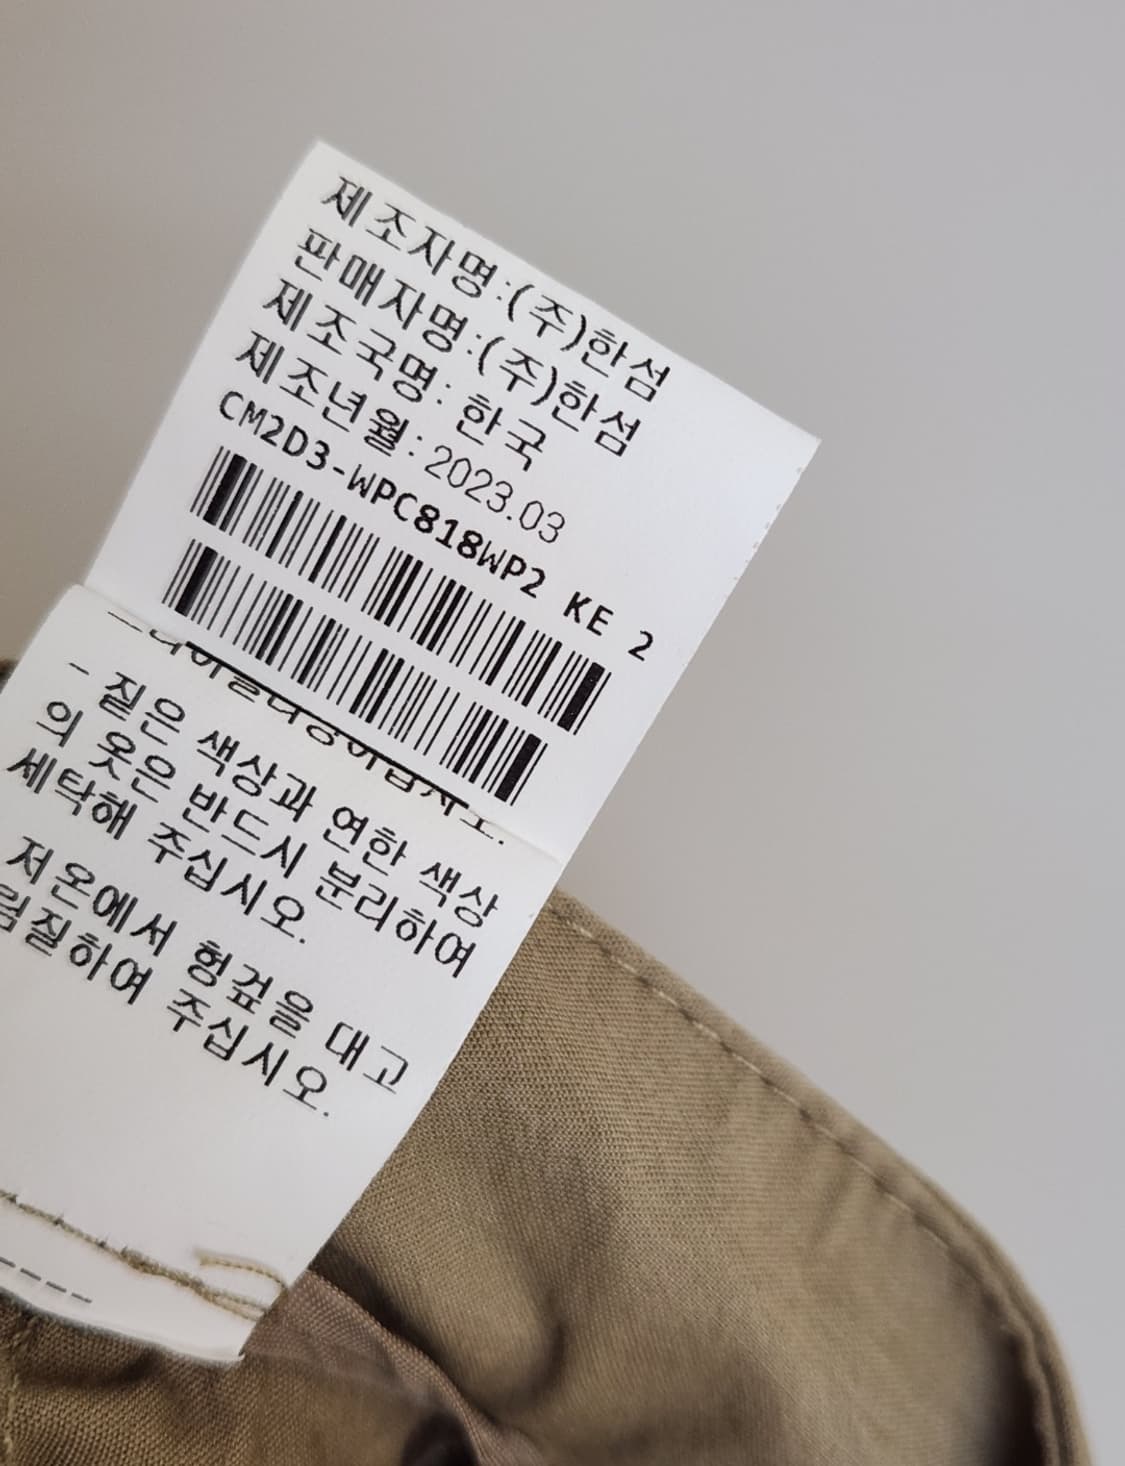 제조자명:(주)한섬
판매자명:(주)한섬
제조국명: 한국
제조년월: 2023.03
CM2D3-WPC818WP2 KE 2
- 짙은 색상과 연한 색상
의 옷은 반드시 분리하여
세탁해 주십시오.
저온에서 헝겊을 대고
림질하여 주십시오.